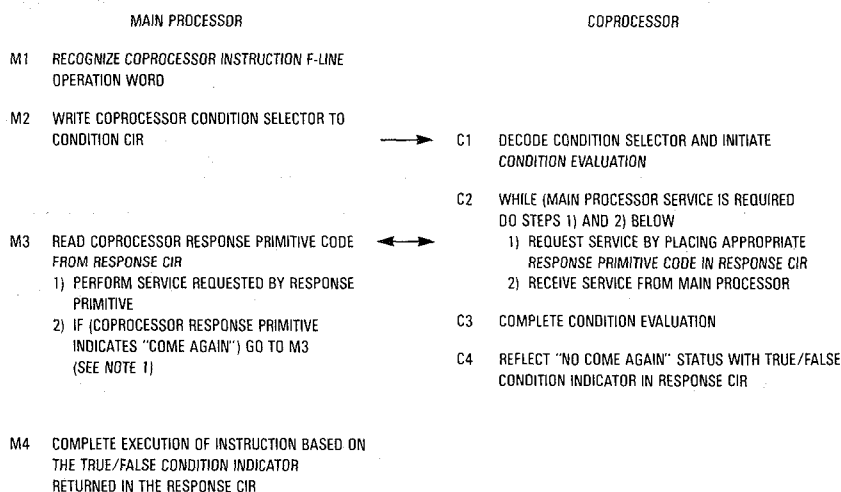 MAIN PROCESSOR
M1 RECOGNIZE COPROCESSOR INSTRUCTION F-LINE
OPERATION WORD
M2 WRITE COPROCESSOR CONDITION SELECTOR TO
CONDITION CIR
M3 READ COPROCESSOR RESPONSE PRIMITIVE CODE
FROM RESPONSE CIR
1) PERFORM SERVICE REQUESTED BY RESPONSE
PRIMITIVE
2) IF (COPROCESSOR RESPONSE PRIMITIVE
INDICATES "COME AGAIN") GO TO M3
(SEE NOTE 1)
M4 COMPLETE EXECUTION OF INSTRUCTION BASED ON
THE TRUE/FALSE CONDITION INDICATOR
RETURNED IN THE RESPONSE CIR
COPROCESSOR
C1 DECODE CONDITION SELECTOR AND INITIATE
CONDITION EVALUATION
C2 WHILE (MAIN PROCESSOR SERVICE IS REQUIRED
DO STEPS 1) AND 2) BELOW
1) REQUEST SERVICE BY PLACING APPROPRIATE
RESPONSE PRIMITIVE CODE IN RESPONSE CIR
2) RECEIVE SERVICE FROM MAIN PROCESSOR
C3 COMPLETE CONDITION EVALUATION
C4 REFLECT "NO COME AGAIN" STATUS WITH TRUE/FALSE
CONDITION INDICATOR IN RESPONSE CIR